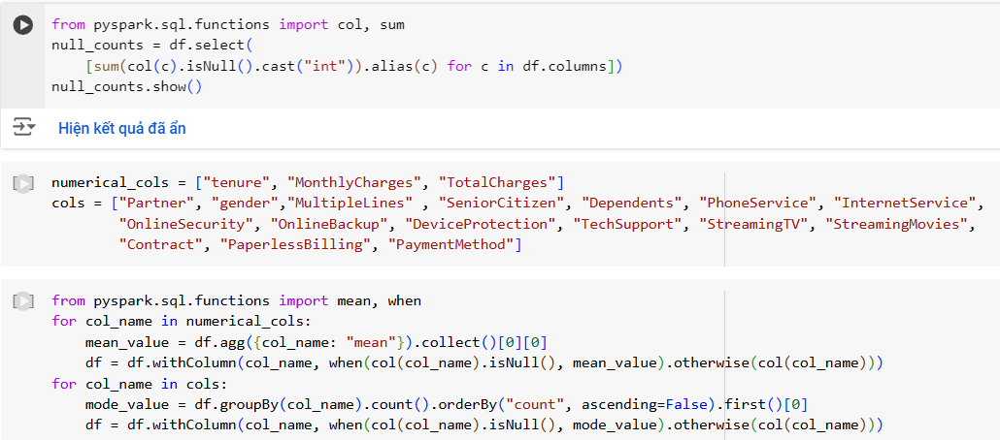 from pyspark.sql.functions import col, sum
null_counts = df.select(
    [sum(col(c).isNull().cast("int")).alias(c) for c in df.columns])
null_counts.show()
Hiện kết quả đã ẩn
numerical_cols = ["tenure", "MonthlyCharges", "TotalCharges"]
cols = ["Partner", "gender","MultipleLines" , "SeniorCitizen", "Dependents", "PhoneService", "InternetService",
        "OnlineSecurity", "OnlineBackup", "DeviceProtection", "TechSupport", "StreamingTV", "StreamingMovies",
        "Contract", "PaperlessBilling", "PaymentMethod"]
from pyspark.sql.functions import mean, when
for col_name in numerical_cols:
    mean_value = df.agg({col_name: "mean"}).collect()[0][0]
    df = df.withColumn(col_name, when(col(col_name).isNull(), mean_value).otherwise(col(col_name)))
for col_name in cols:
    mode_value = df.groupBy(col_name).count().orderBy("count", ascending=False).first()[0]
    df = df.withColumn(col_name, when(col(col_name).isNull(), mode_value).otherwise(col(col_name)))